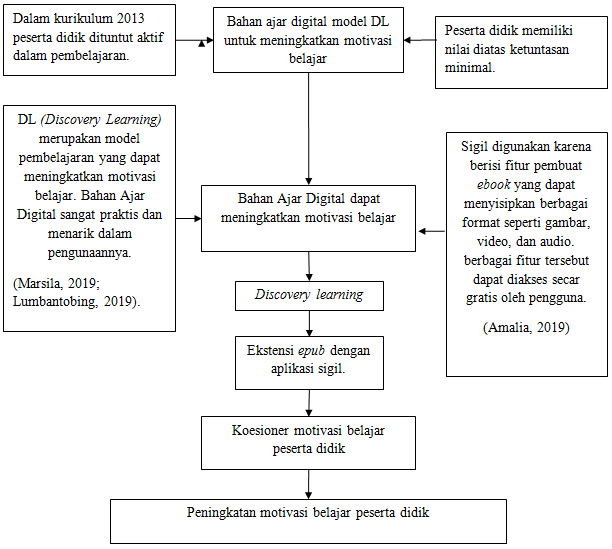 Dalam kurikulum 2013
peserta didik dituntut aktif
dalam pembelajaran.
Bahan ajar digital model DL
untuk meningkatkan motivasi
belajar
Peserta didik memiliki
nilai diatas ketuntasan
minimal.
DL (Discovery Learning)
merupakan model
pembelajaran yang dapat
meningkatkan motivasi
belajar. Bahan Ajar
Digital sangat praktis dan
menarik dalam
pengunaannya.
(Marsila, 2019;
Lumbantobing, 2019).
Bahan Ajar Digital dapat
meningkatkan motivasi belajar
Sigil digunakan karena
berisi fitur pembuat
ebook yang dapat
menyisipkan berbagai
format seperti gambar,
video, dan audio.
berbagai fitur tersebut
dapat diakses secar
gratis oleh pengguna.
(Amalia, 2019)
Discovery learning
Ekstensi epub dengan
aplikasi sigil.
Koesioner motivasi belajar
peserta didik
Peningkatan motivasi belajar peserta didik